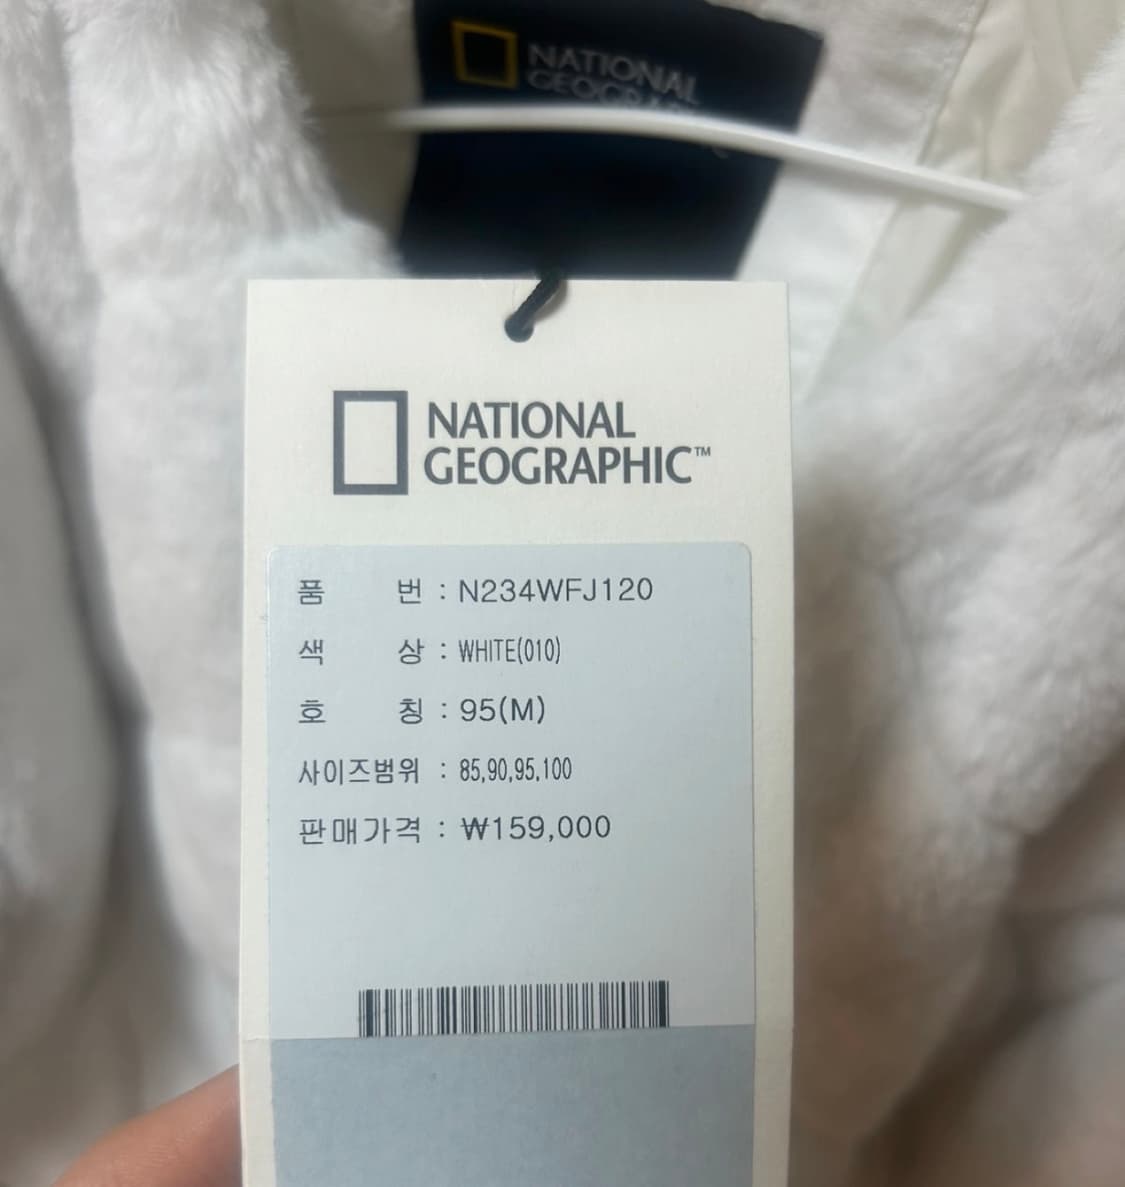 NATIONAL
GEOGRAPHIC
NATIONAL
GEOGRAPHIC™
품 번 : N234WFJ120
색 상 : WHITE(010)
호 칭 : 95(M)
사이즈범위 : 85,90,95,100
판매가격 : ₩159,000